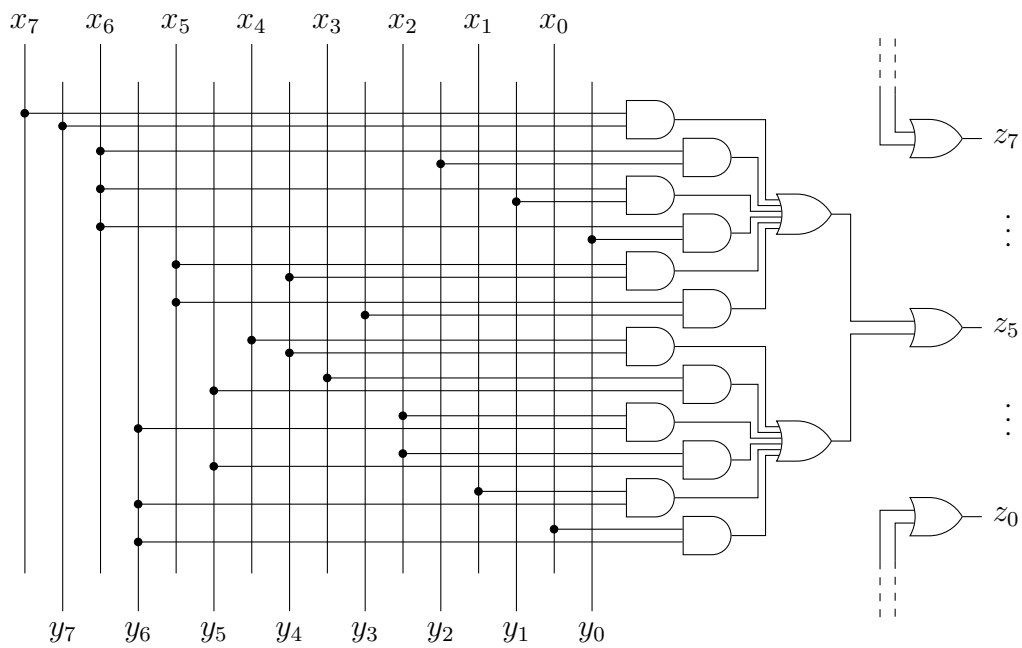 x₇ x₆ x₅ x₄ x₃ x₂ x₁ x₀
z₇
⋮
z₅
⋮
z₀
y₇ y₆ y₅ y₄ y₃ y₂ y₁ y₀